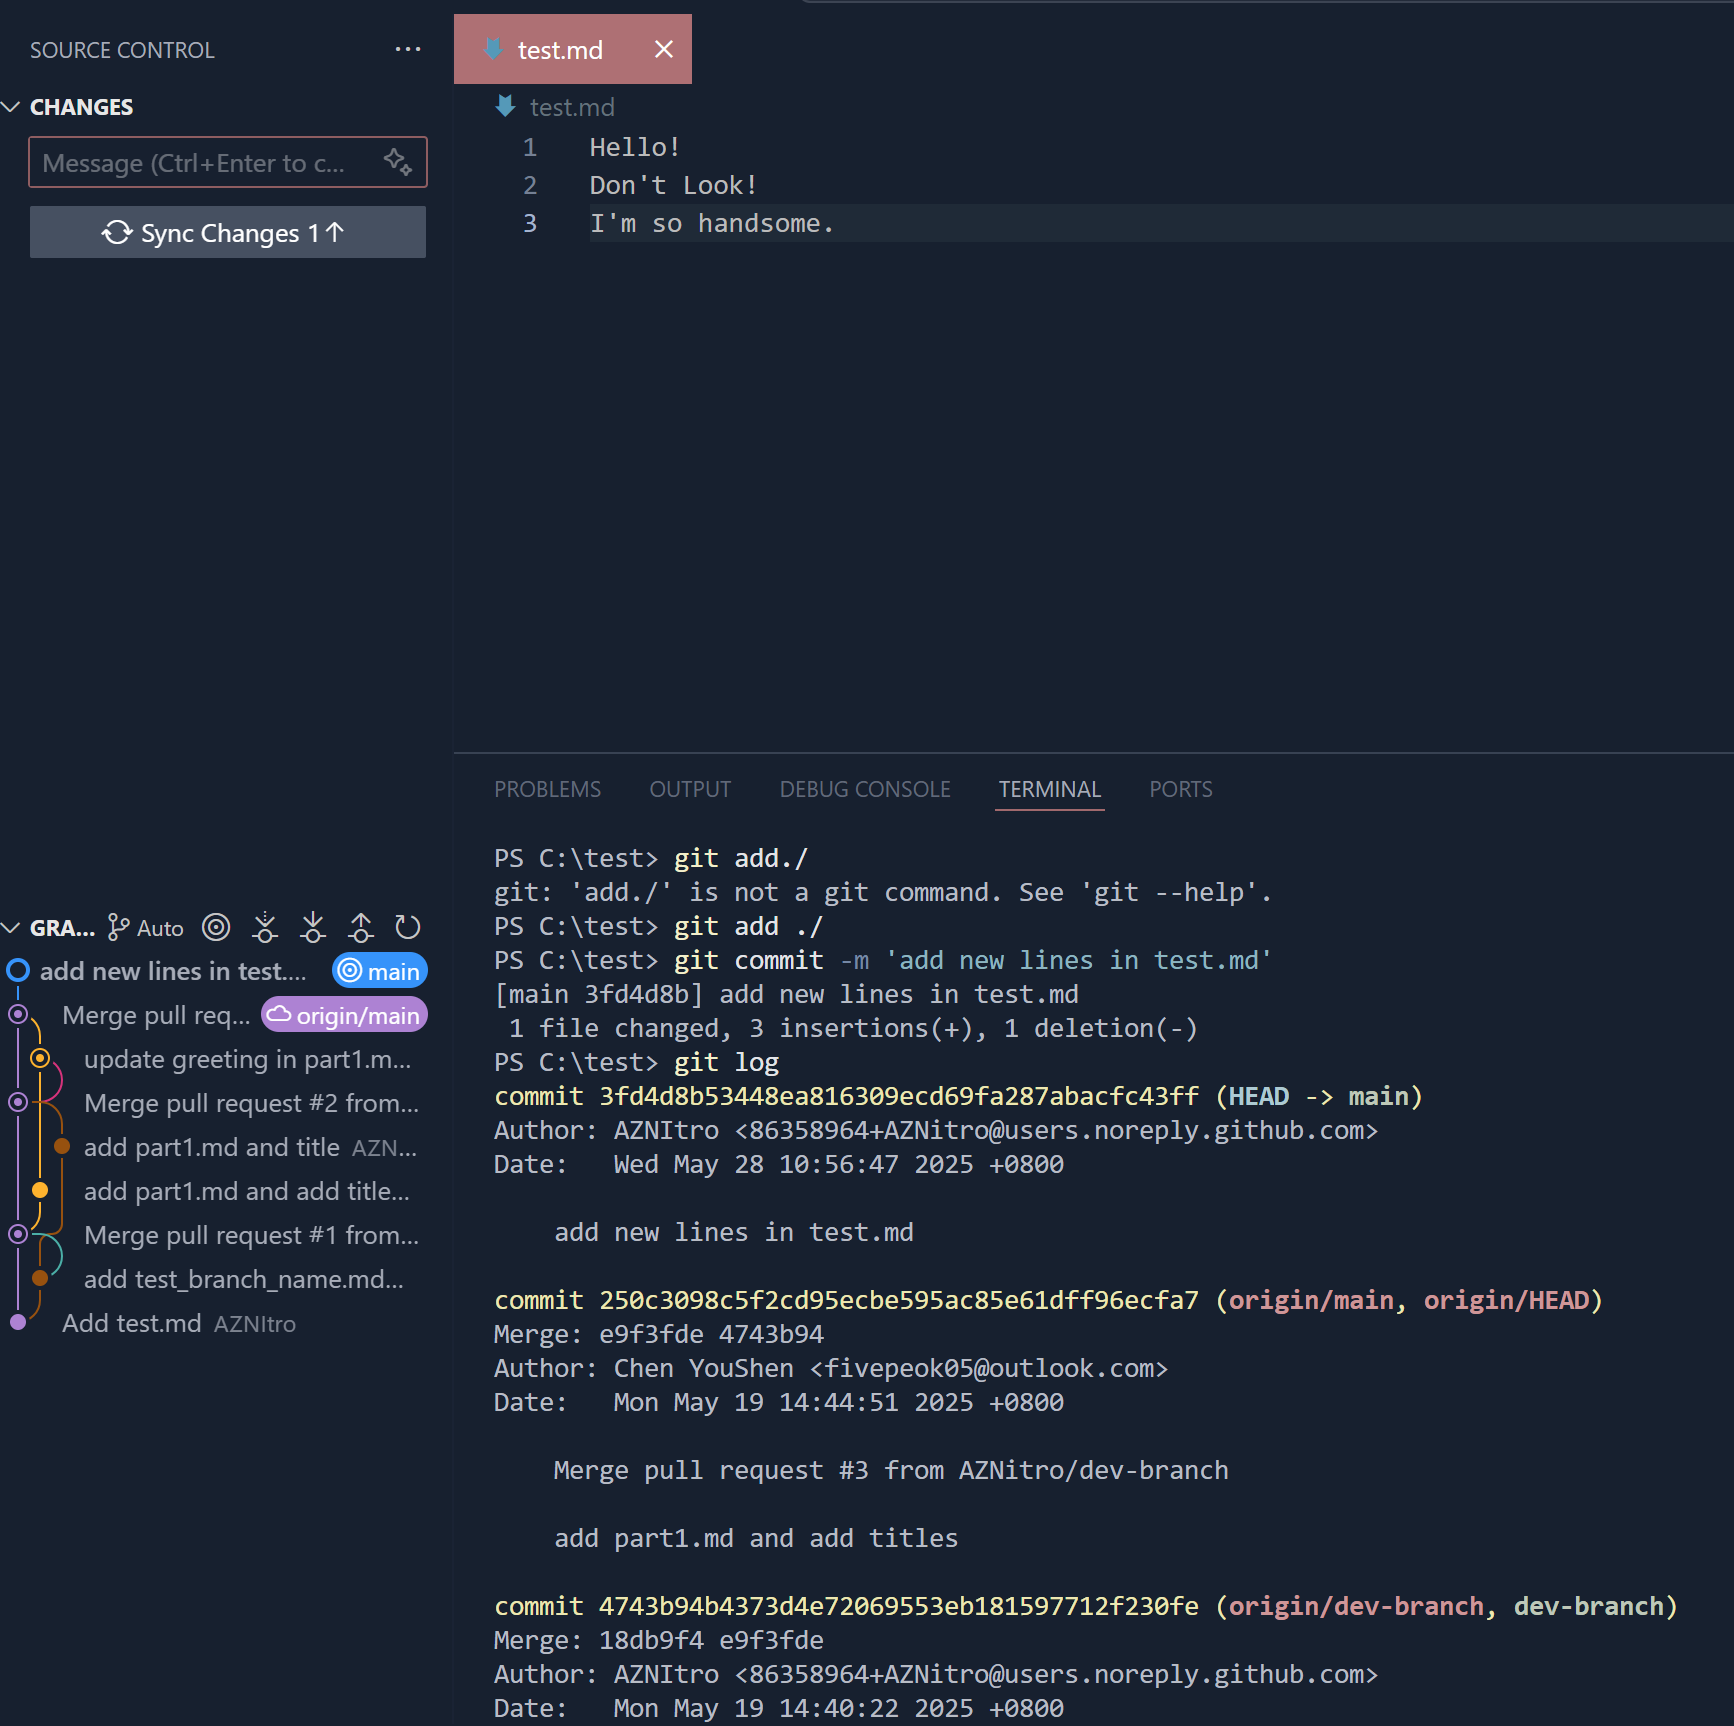 SOURCE CONTROL
CHANGES
Message (Ctrl+Enter to c...
Sync Changes 1↑
GRA... Auto
add new lines in test.... main
Merge pull req... origin/main
update greeting in part1.m...
Merge pull request #2 from...
add part1.md and title AZN...
add part1.md and add title...
Merge pull request #1 from...
add test_branch_name.md...
Add test.md AZNItro
test.md
test.md
1 Hello!
2 Don't Look!
3 I'm so handsome.
PROBLEMS OUTPUT DEBUG CONSOLE TERMINAL PORTS
PS C:\test> git add./
git: 'add./' is not a git command. See 'git --help'.
PS C:\test> git add ./
PS C:\test> git commit -m 'add new lines in test.md'
[main 3fd4d8b] add new lines in test.md
 1 file changed, 3 insertions(+), 1 deletion(-)
PS C:\test> git log
commit 3fd4d8b53448ea816309ecd69fa287abacfc43ff (HEAD -> main)
Author: AZNItro <86358964+AZNitro@users.noreply.github.com>
Date:   Wed May 28 10:56:47 2025 +0800
    add new lines in test.md
commit 250c3098c5f2cd95ecbe595ac85e61dff96ecfa7 (origin/main, origin/HEAD)
Merge: e9f3fde 4743b94
Author: Chen YouShen <fivepeok05@outlook.com>
Date:   Mon May 19 14:44:51 2025 +0800
    Merge pull request #3 from AZNitro/dev-branch
    add part1.md and add titles
commit 4743b94b4373d4e72069553eb181597712f230fe (origin/dev-branch, dev-branch)
Merge: 18db9f4 e9f3fde
Author: AZNItro <86358964+AZNitro@users.noreply.github.com>
Date:   Mon May 19 14:40:22 2025 +0800